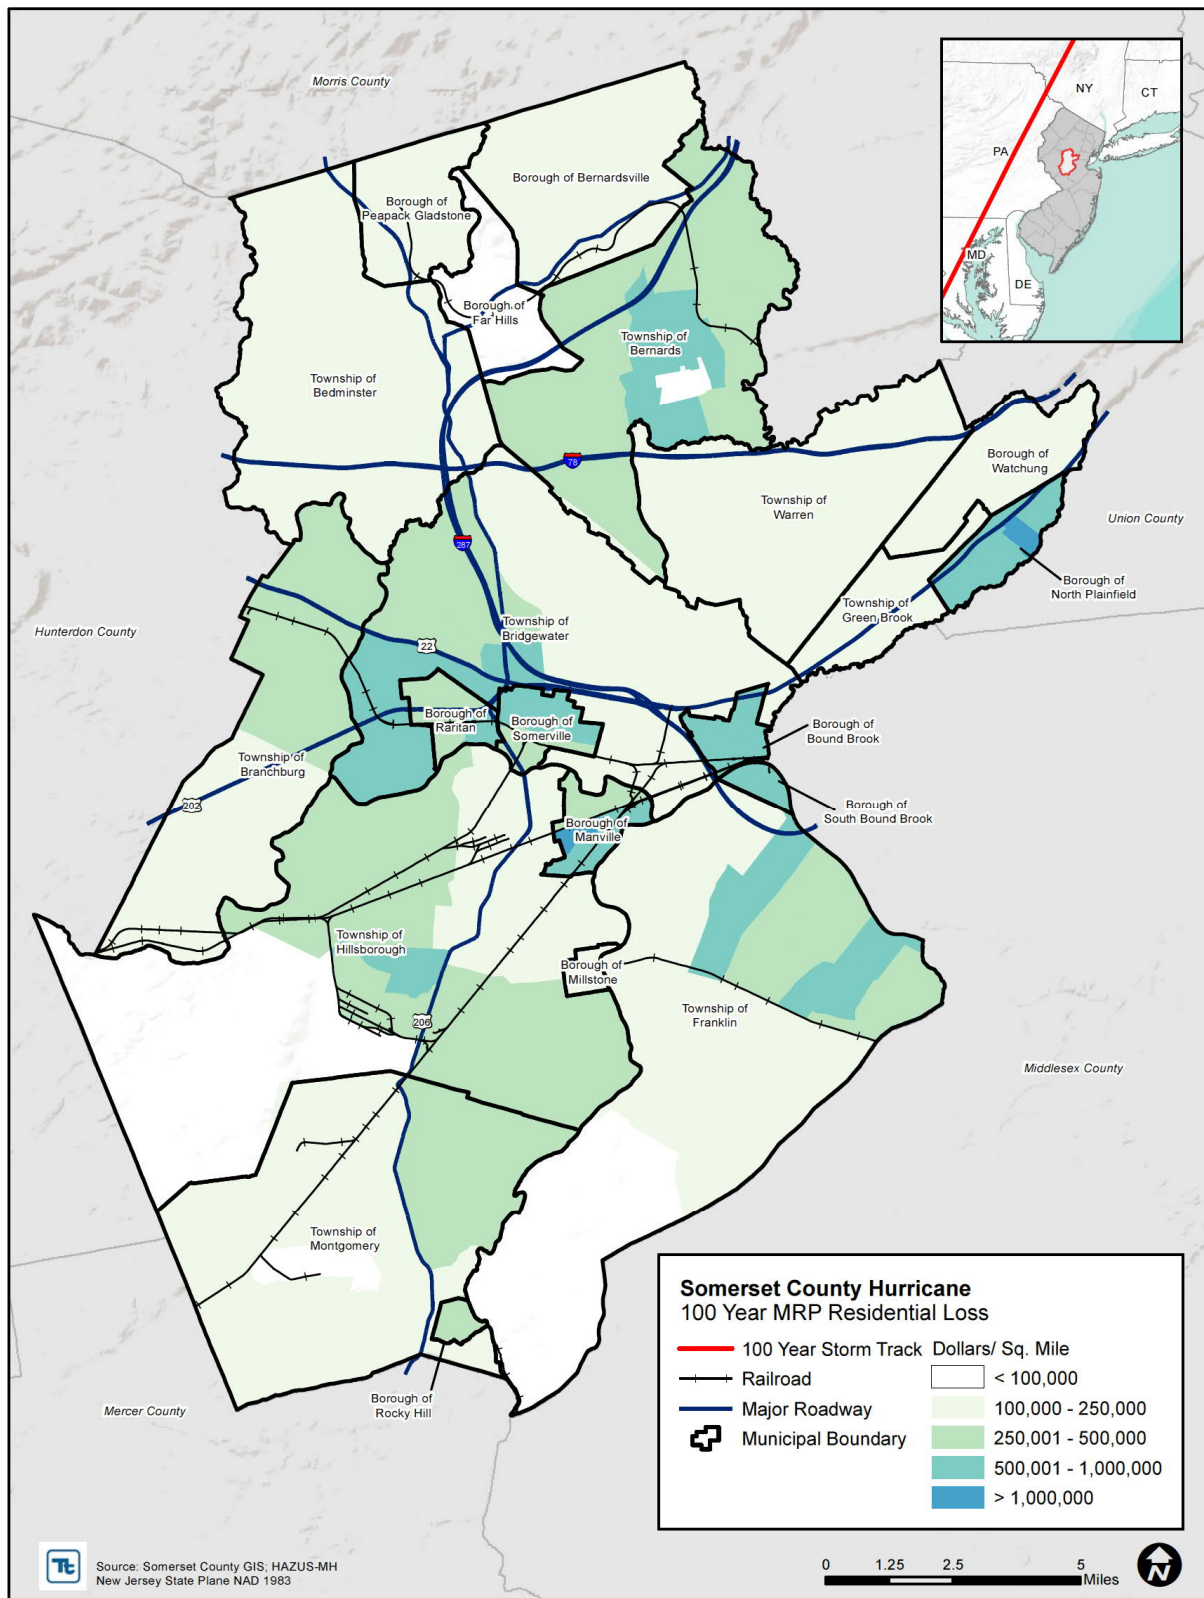 Morris County
NY
CT
PA
MD
DE
Borough of Bernardsville
Borough of
Peapack Gladstone
Borough of
Far Hills
Township of
Bernards
Township of
Bedminster
78
Borough of
Watchung
Township of
Warren
Union County
287
Borough of
North Plainfield
Township of
Green Brook
Hunterdon County
Township of
Bridgewater
22
Borough of
Raritan
Borough of
Somerville
Borough of
Bound Brook
Township of
Branchburg
202
Borough of
South Bound Brook
Borough of
Manville
Township of
Hillsborough
Borough of
Millstone
Township of
Franklin
206
Middlesex County
Township of
Montgomery
Borough of
Rocky Hill
Mercer County
Somerset County Hurricane
100 Year MRP Residential Loss
100 Year Storm Track
Railroad
Major Roadway
Municipal Boundary
Dollars/ Sq. Mile
< 100,000
100,000 - 250,000
250,001 - 500,000
500,001 - 1,000,000
> 1,000,000
Tt
Source: Somerset County GIS; HAZUS-MH
New Jersey State Plane NAD 1983
0 1.25 2.5 5
Miles
N